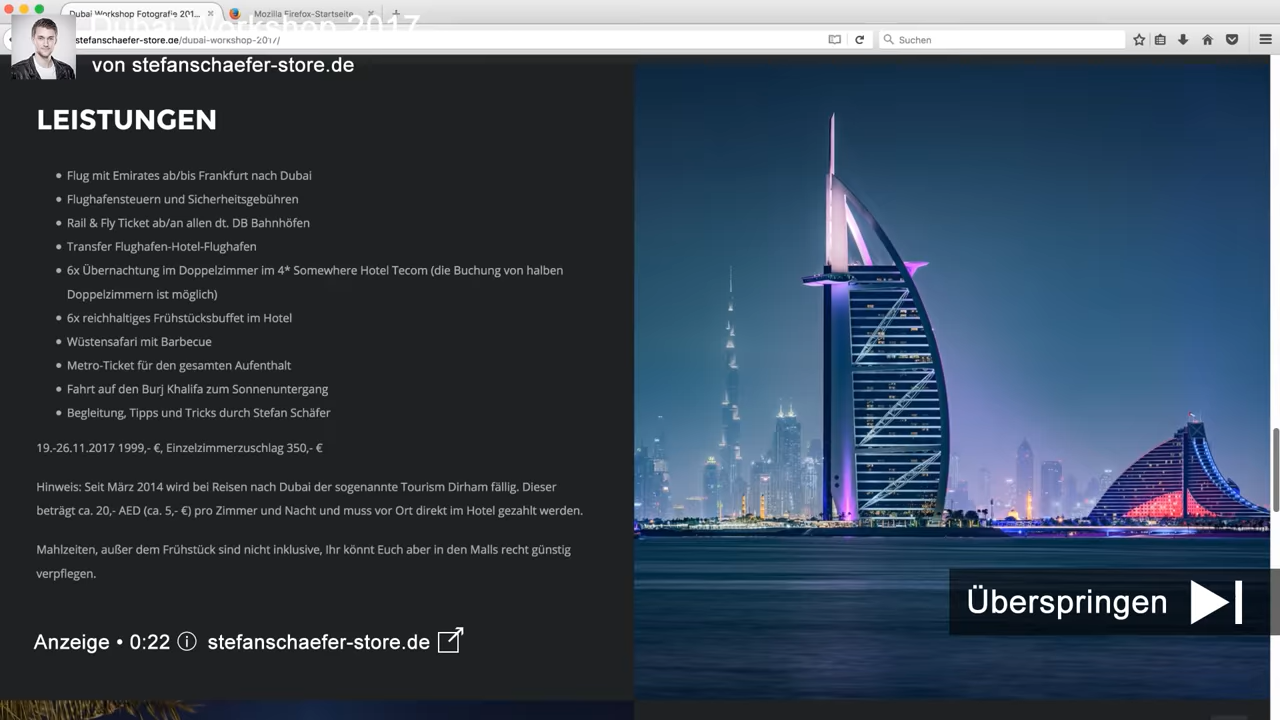 Dubai Workshop Fotografie 201...
Mozilla Firefox-Startseite
Dubai Workshop 2017
stefanschaefer-store.de/dubai-workshop-2017/
Suchen
von stefanschaefer-store.de
LEISTUNGEN
Flug mit Emirates ab/bis Frankfurt nach Dubai
Flughafensteuern und Sicherheitsgebühren
Rail & Fly Ticket ab/an allen dt. DB Bahnhöfen
Transfer Flughafen-Hotel-Flughafen
6x Übernachtung im Doppelzimmer im 4* Somewhere Hotel Tecom (die Buchung von halben
Doppelzimmern ist möglich)
6x reichhaltiges Frühstücksbuffet im Hotel
Wüstensafari mit Barbecue
Metro-Ticket für den gesamten Aufenthalt
Fahrt auf den Burj Khalifa zum Sonnenuntergang
Begleitung, Tipps und Tricks durch Stefan Schäfer
19.-26.11.2017 1999,- €, Einzelzimmerzuschlag 350,- €
Hinweis: Seit März 2014 wird bei Reisen nach Dubai der sogenannte Tourism Dirham fällig. Dieser
beträgt ca. 20,- AED (ca. 5,- €) pro Zimmer und Nacht und muss vor Ort direkt im Hotel gezahlt werden.
Mahlzeiten, außer dem Frühstück sind nicht inklusive, Ihr könnt Euch aber in den Malls recht günstig
verpflegen.
Überspringen
Anzeige • 0:22 stefanschaefer-store.de